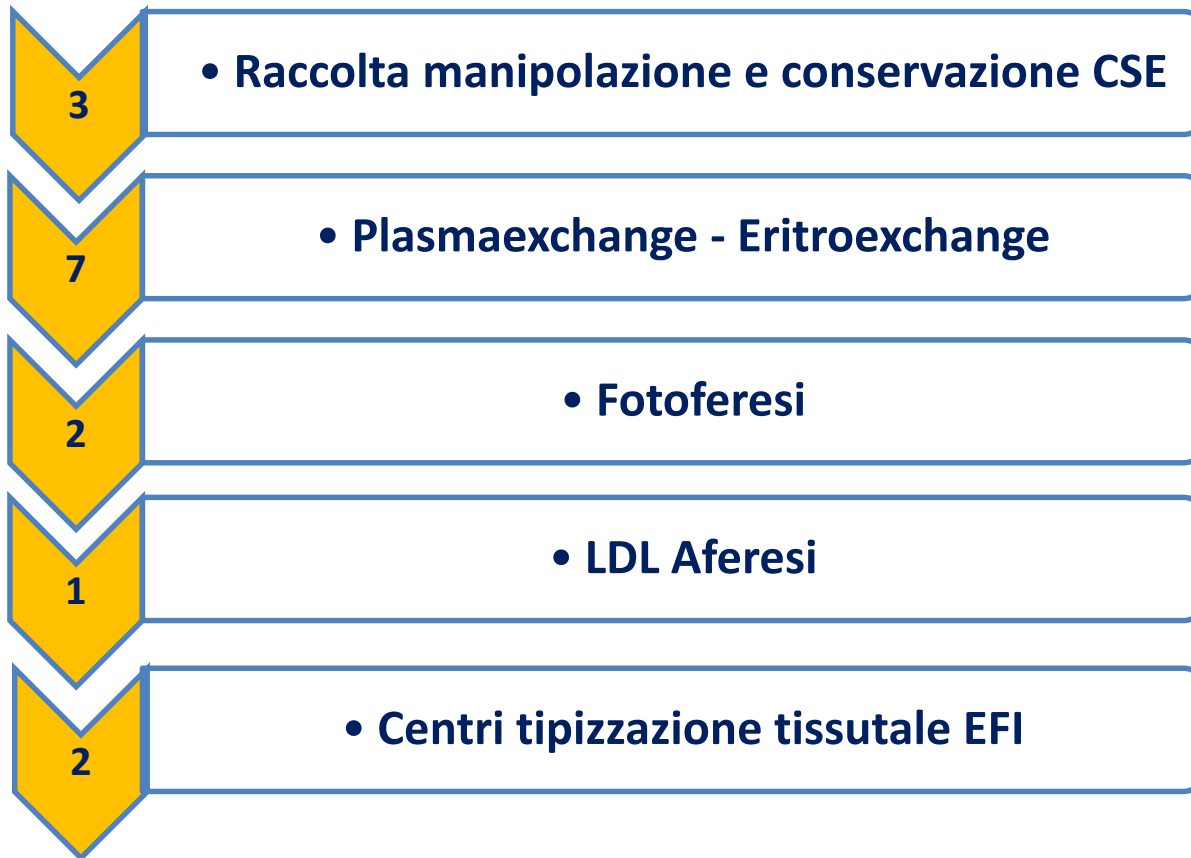 3
• Raccolta manipolazione e conservazione CSE
7
• Plasmaexchange - Eritroexchange
2
• Fotoferesi
1
• LDL Aferesi
2
• Centri tipizzazione tissutale EFI